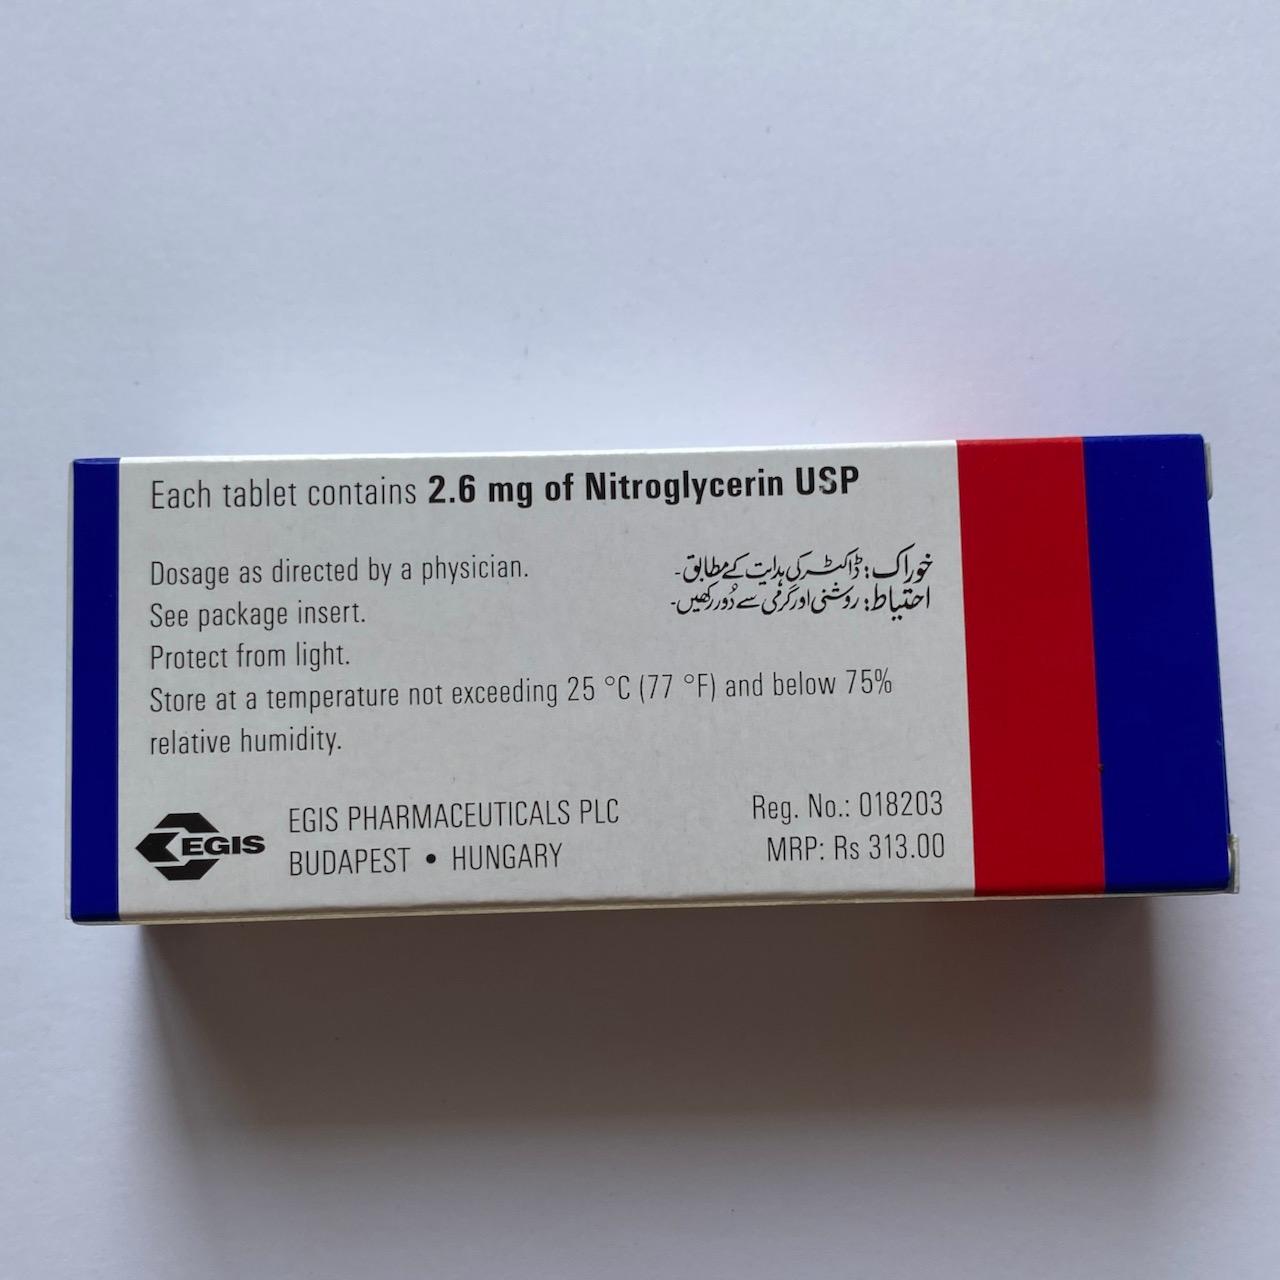 Each tablet contains 2.6 mg of Nitroglycerin USP
Dosage as directed by a physician.
See package insert.
Protect from light.
Store at a temperature not exceeding 25 °C (77 °F) and below 75%
relative humidity.
خوراک: ڈاکٹر کی ہدایت کے مطابق۔
احتیاط: روشنی اور گرمی سے دُور رکھیں۔
EGIS
EGIS PHARMACEUTICALS PLC
BUDAPEST • HUNGARY
Reg. No.: 018203
MRP: Rs 313.00